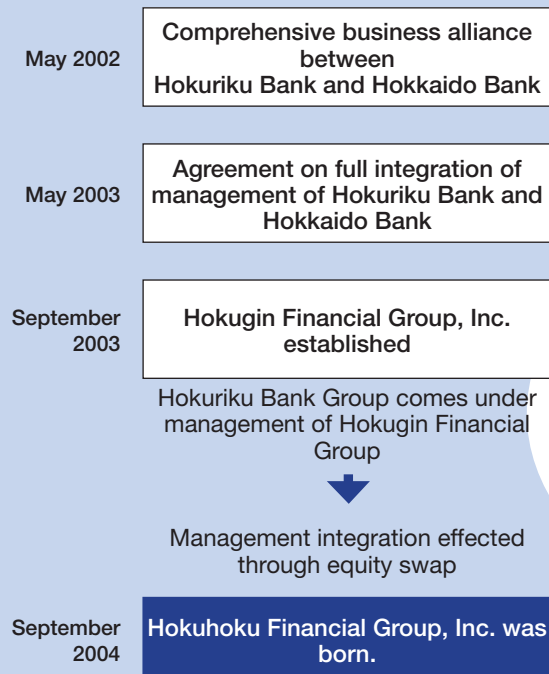 May 2002
Comprehensive business alliance
between
Hokuriku Bank and Hokkaido Bank
May 2003
Agreement on full integration of
management of Hokuriku Bank and
Hokkaido Bank
September
2003
Hokugin Financial Group, Inc.
established
Hokuriku Bank Group comes under
management of Hokugin Financial
Group
Management integration effected
through equity swap
September
2004
Hokuhoku Financial Group, Inc. was
born.